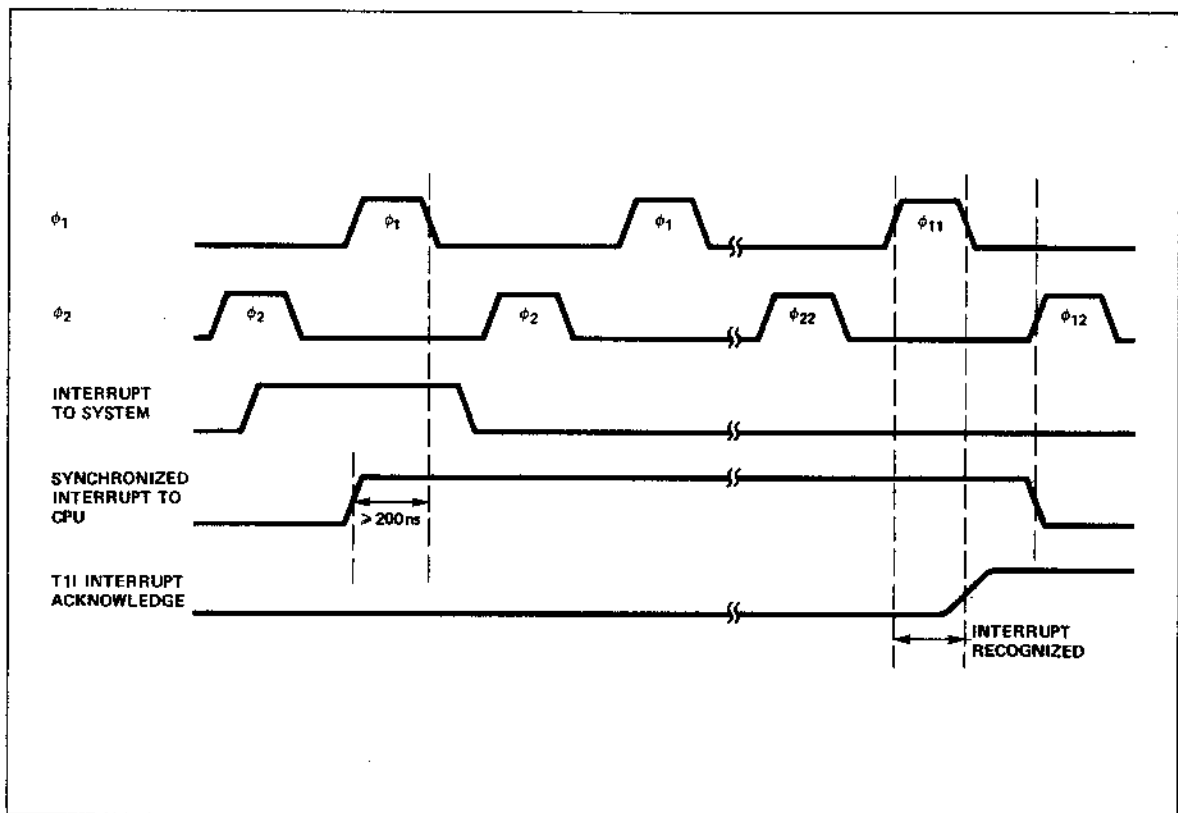 ϕ1 ϕ1 ϕ1 ϕ11
ϕ2 ϕ2 ϕ2 ϕ22 ϕ12
INTERRUPT
TO SYSTEM
SYNCHRONIZED
INTERRUPT TO
CPU
⩾ 200ns
T1I INTERRUPT
ACKNOWLEDGE
INTERRUPT
RECOGNIZED